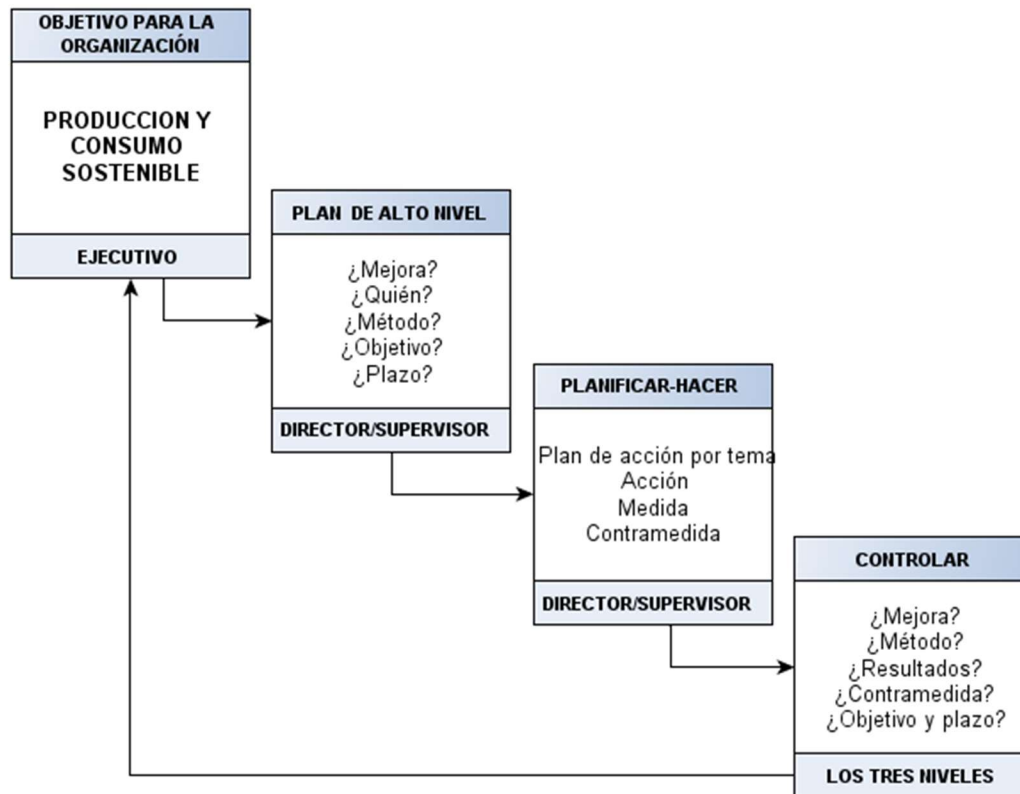 OBJETIVO PARA LA
ORGANIZACIÓN
PRODUCCION Y
CONSUMO
SOSTENIBLE
EJECUTIVO
PLAN DE ALTO NIVEL
¿Mejora?
¿Quién?
¿Método?
¿Objetivo?
¿Plazo?
DIRECTOR/SUPERVISOR
PLANIFICAR-HACER
Plan de acción por tema
Acción
Medida
Contramedida
DIRECTOR/SUPERVISOR
CONTROLAR
¿Mejora?
¿Método?
¿Resultados?
¿Contramedida?
¿Objetivo y plazo?
LOS TRES NIVELES